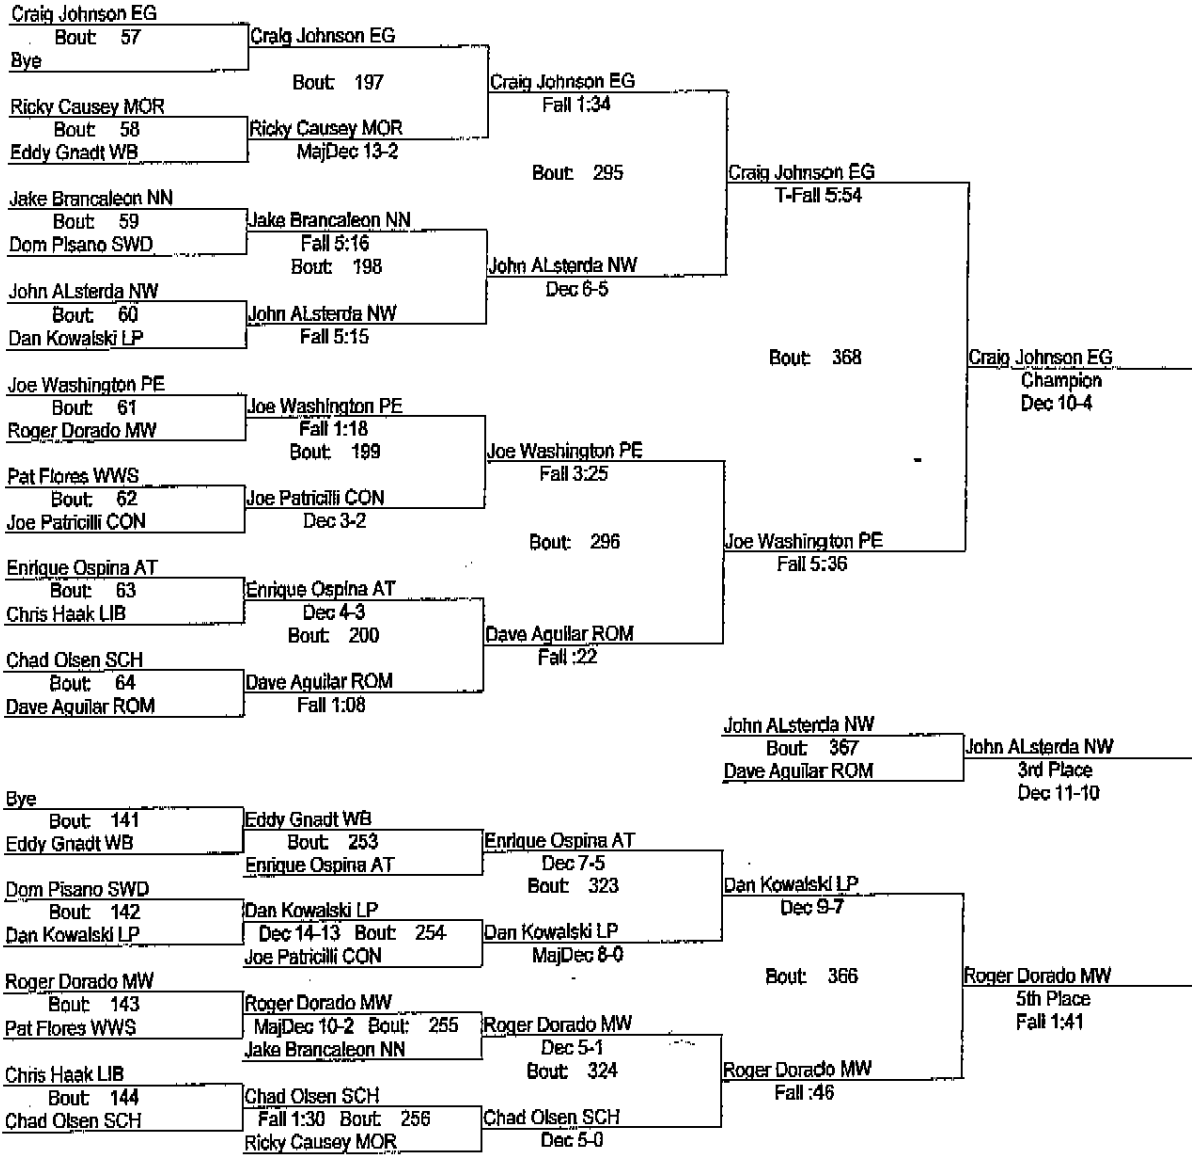 Craig Johnson EG
Bout: 57
Bye
Craig Johnson EG
Bout: 197
Ricky Causey MOR
Bout: 58
Eddy Gnadt WB
Ricky Causey MOR
MajDec 13-2
Craig Johnson EG
Fall 1:34
Bout: 295
Jake Brancaleon NN
Bout: 59
Dom Pisano SWD
Jake Brancaleon NN
Fall 5:16
Bout: 198
John ALsterda NW
Bout: 60
Dan Kowalski LP
John ALsterda NW
Fall 5:15
John ALsterda NW
Dec 6-5
Craig Johnson EG
T-Fall 5:54
Bout: 368
Joe Washington PE
Bout: 61
Roger Dorado MW
Joe Washington PE
Fall 1:18
Bout: 199
Pat Flores WWS
Bout: 62
Joe Patricilli CON
Joe Patricilli CON
Dec 3-2
Joe Washington PE
Fall 3:25
Bout: 296
Enrique Ospina AT
Bout: 63
Chris Haak LIB
Enrique Ospina AT
Dec 4-3
Bout: 200
Chad Olsen SCH
Bout: 64
Dave Aguilar ROM
Dave Aguilar ROM
Fall 1:08
Dave Aguilar ROM
Fall :22
Joe Washington PE
Fall 5:36
Craig Johnson EG
Champion
Dec 10-4
John ALsterda NW
Bout: 367
Dave Aguilar ROM
John ALsterda NW
3rd Place
Dec 11-10
Bye
Bout: 141
Eddy Gnadt WB
Eddy Gnadt WB
Bout: 253
Enrique Ospina AT
Enrique Ospina AT
Dec 7-5
Bout: 323
Dom Pisano SWD
Bout: 142
Dan Kowalski LP
Dan Kowalski LP
Dec 14-13 Bout: 254
Joe Patricilli CON
Dan Kowalski LP
MajDec 8-0
Dan Kowalski LP
Dec 9-7
Bout: 366
Roger Dorado MW
Bout: 143
Pat Flores WWS
Roger Dorado MW
MajDec 10-2 Bout: 255
Jake Brancaleon NN
Roger Dorado MW
Dec 5-1
Bout: 324
Chris Haak LIB
Bout: 144
Chad Olsen SCH
Chad Olsen SCH
Fall 1:30 Bout: 256
Ricky Causey MOR
Chad Olsen SCH
Dec 5-0
Roger Dorado MW
Fall :46
Roger Dorado MW
5th Place
Fall 1:41